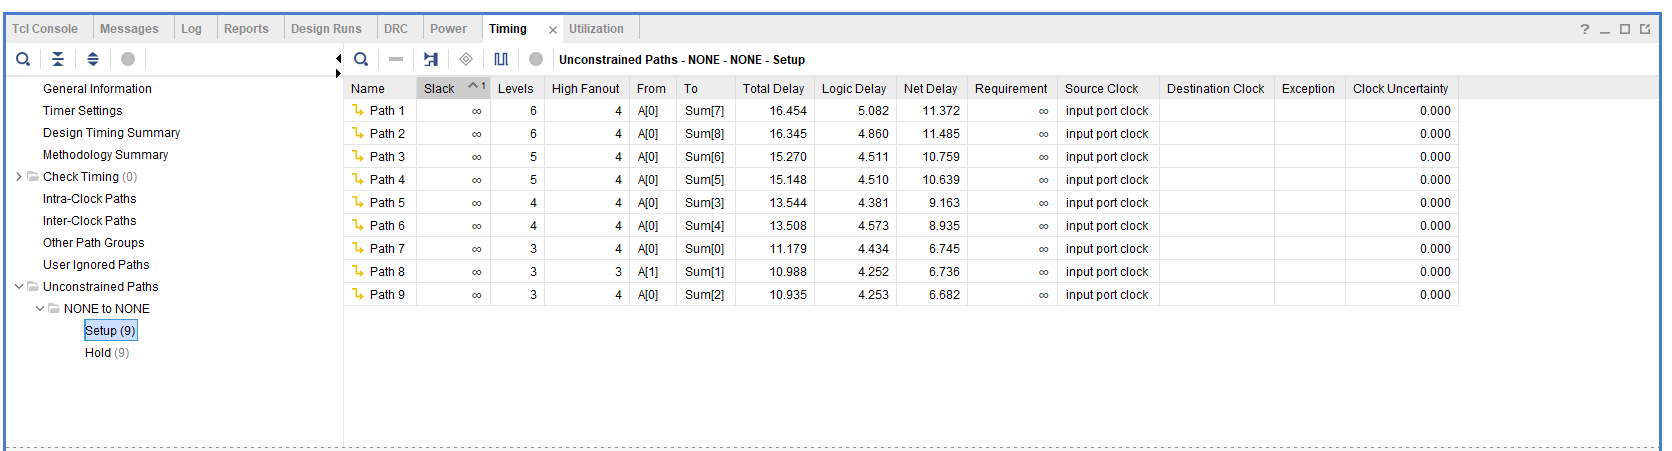 Tcl Console Messages Log Reports Design Runs DRC Power Timing × Utilization ? _
Unconstrained Paths - NONE - NONE - Setup
General Information
Timer Settings
Design Timing Summary
Methodology Summary
Check Timing (0)
Intra-Clock Paths
Inter-Clock Paths
Other Path Groups
User Ignored Paths
Unconstrained Paths
NONE to NONE
Setup (9)
Hold (9)
Name Slack ^1 Levels High Fanout From To Total Delay Logic Delay Net Delay Requirement Source Clock Destination Clock Exception Clock Uncertainty
Path 1 ∞ 6 4 A[0] Sum[7] 16.454 5.082 11.372 ∞ input port clock 0.000
Path 2 ∞ 6 4 A[0] Sum[8] 16.345 4.860 11.485 ∞ input port clock 0.000
Path 3 ∞ 5 4 A[0] Sum[6] 15.270 4.511 10.759 ∞ input port clock 0.000
Path 4 ∞ 5 4 A[0] Sum[5] 15.148 4.510 10.639 ∞ input port clock 0.000
Path 5 ∞ 4 4 A[0] Sum[3] 13.544 4.381 9.163 ∞ input port clock 0.000
Path 6 ∞ 4 4 A[0] Sum[4] 13.508 4.573 8.935 ∞ input port clock 0.000
Path 7 ∞ 3 4 A[0] Sum[0] 11.179 4.434 6.745 ∞ input port clock 0.000
Path 8 ∞ 3 3 A[1] Sum[1] 10.988 4.252 6.736 ∞ input port clock 0.000
Path 9 ∞ 3 4 A[0] Sum[2] 10.935 4.253 6.682 ∞ input port clock 0.000